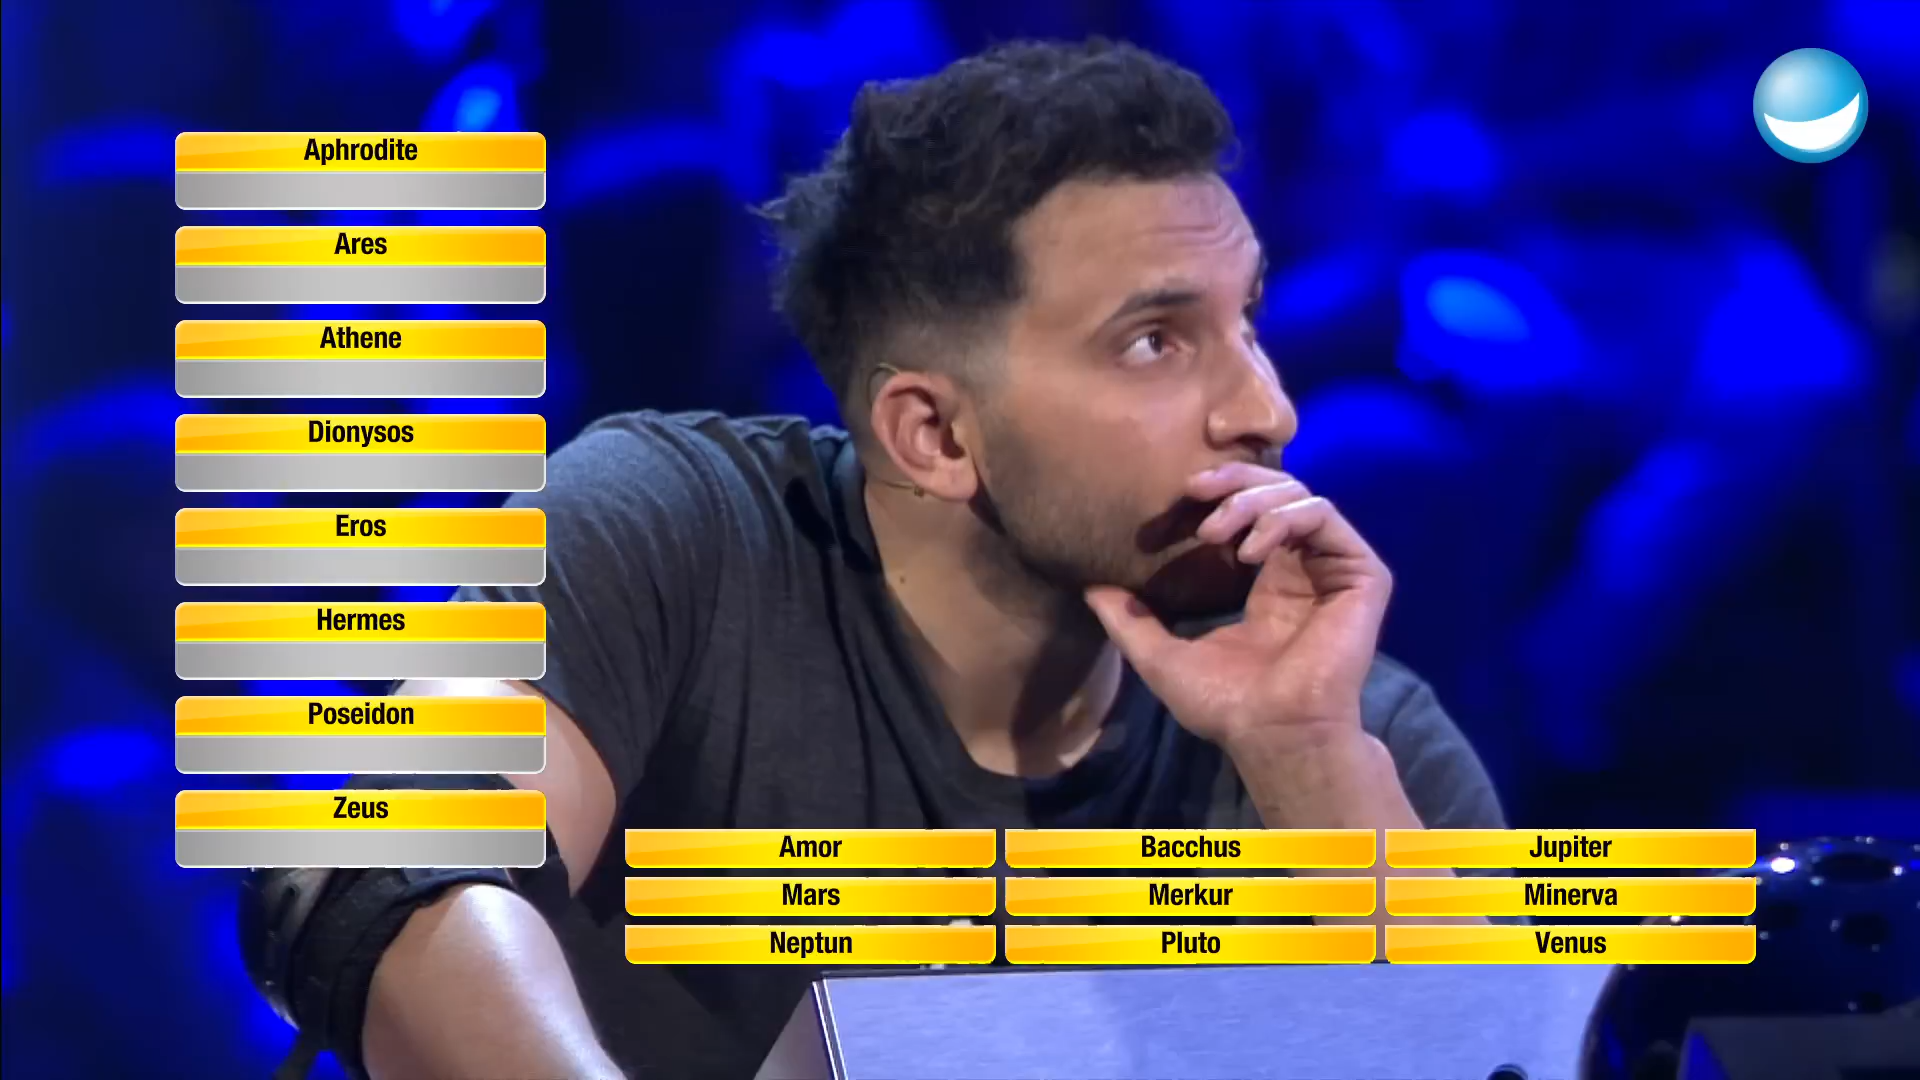 Aphrodite
Ares
Athene
Dionysos
Eros
Hermes
Poseidon
Zeus
Amor
Bacchus
Jupiter
Mars
Merkur
Minerva
Neptun
Pluto
Venus